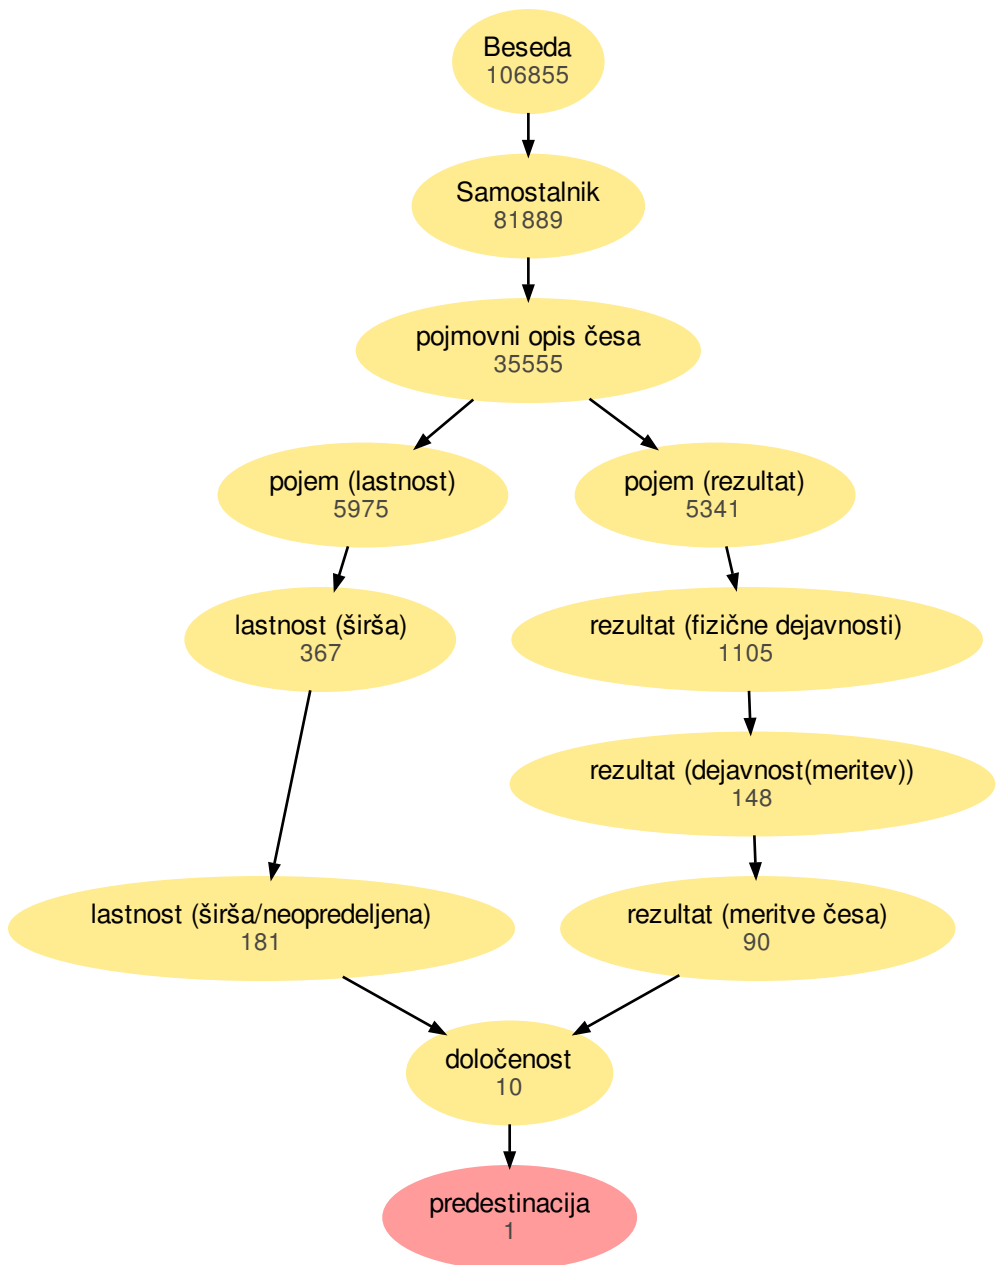 Beseda
106855
Samostalnik
81889
pojmovni opis česa
35555
pojem (lastnost)
5975
pojem (rezultat)
5341
lastnost (širša)
367
rezultat (fizične dejavnosti)
1105
rezultat (dejavnost(meritev))
148
lastnost (širša/neopredeljena)
181
rezultat (meritve česa)
90
določenost
10
predestinacija
1